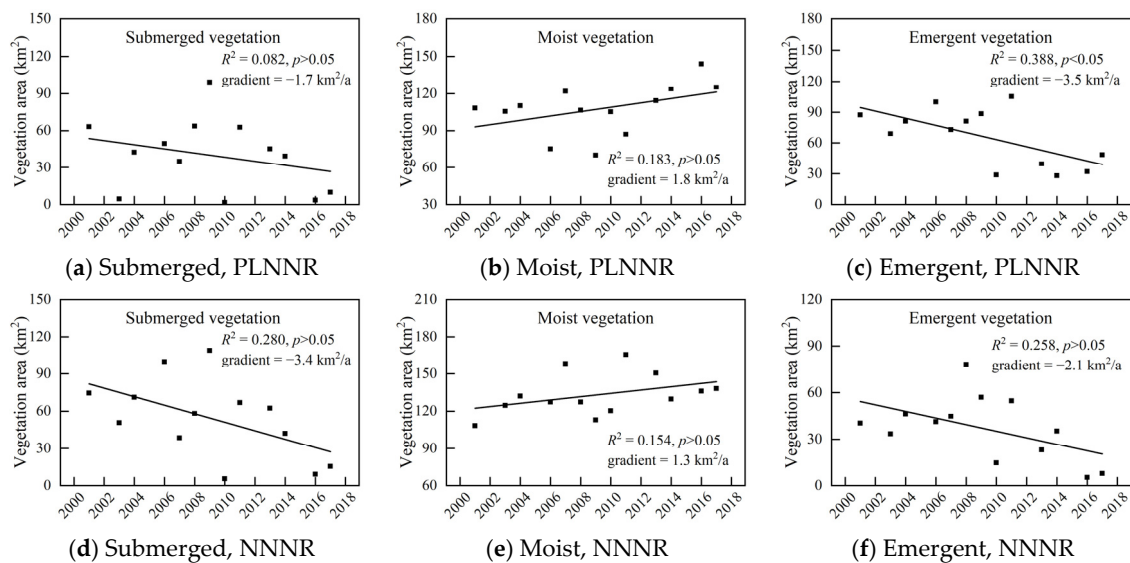 Submerged vegetation
R² = 0.082, p>0.05
gradient = −1.7 km²/a
Vegetation area (km²)
150
120
90
60
30
0
2000 2002 2004 2006 2008 2010 2012 2014 2016 2018
(a) Submerged, PLNNR
Moist vegetation
R² = 0.183, p>0.05
gradient = 1.8 km²/a
Vegetation area (km²)
180
150
120
90
60
30
2000 2002 2004 2006 2008 2010 2012 2014 2016 2018
(b) Moist, PLNNR
Emergent vegetation
R² = 0.388, p<0.05
gradient = −3.5 km²/a
Vegetation area (km²)
180
150
120
90
60
30
0
2000 2002 2004 2006 2008 2010 2012 2014 2016 2018
(c) Emergent, PLNNR
Submerged vegetation
R² = 0.280, p>0.05
gradient = −3.4 km²/a
Vegetation area (km²)
150
120
90
60
30
0
2000 2002 2004 2006 2008 2010 2012 2014 2016 2018
(d) Submerged, NNNR
Moist vegetation
R² = 0.154, p>0.05
gradient = 1.3 km²/a
Vegetation area (km²)
210
180
150
120
90
60
2000 2002 2004 2006 2008 2010 2012 2014 2016 2018
(e) Moist, NNNR
Emergent vegetation
R² = 0.258, p>0.05
gradient = −2.1 km²/a
Vegetation area (km²)
120
90
60
30
0
2000 2002 2004 2006 2008 2010 2012 2014 2016 2018
(f) Emergent, NNNR